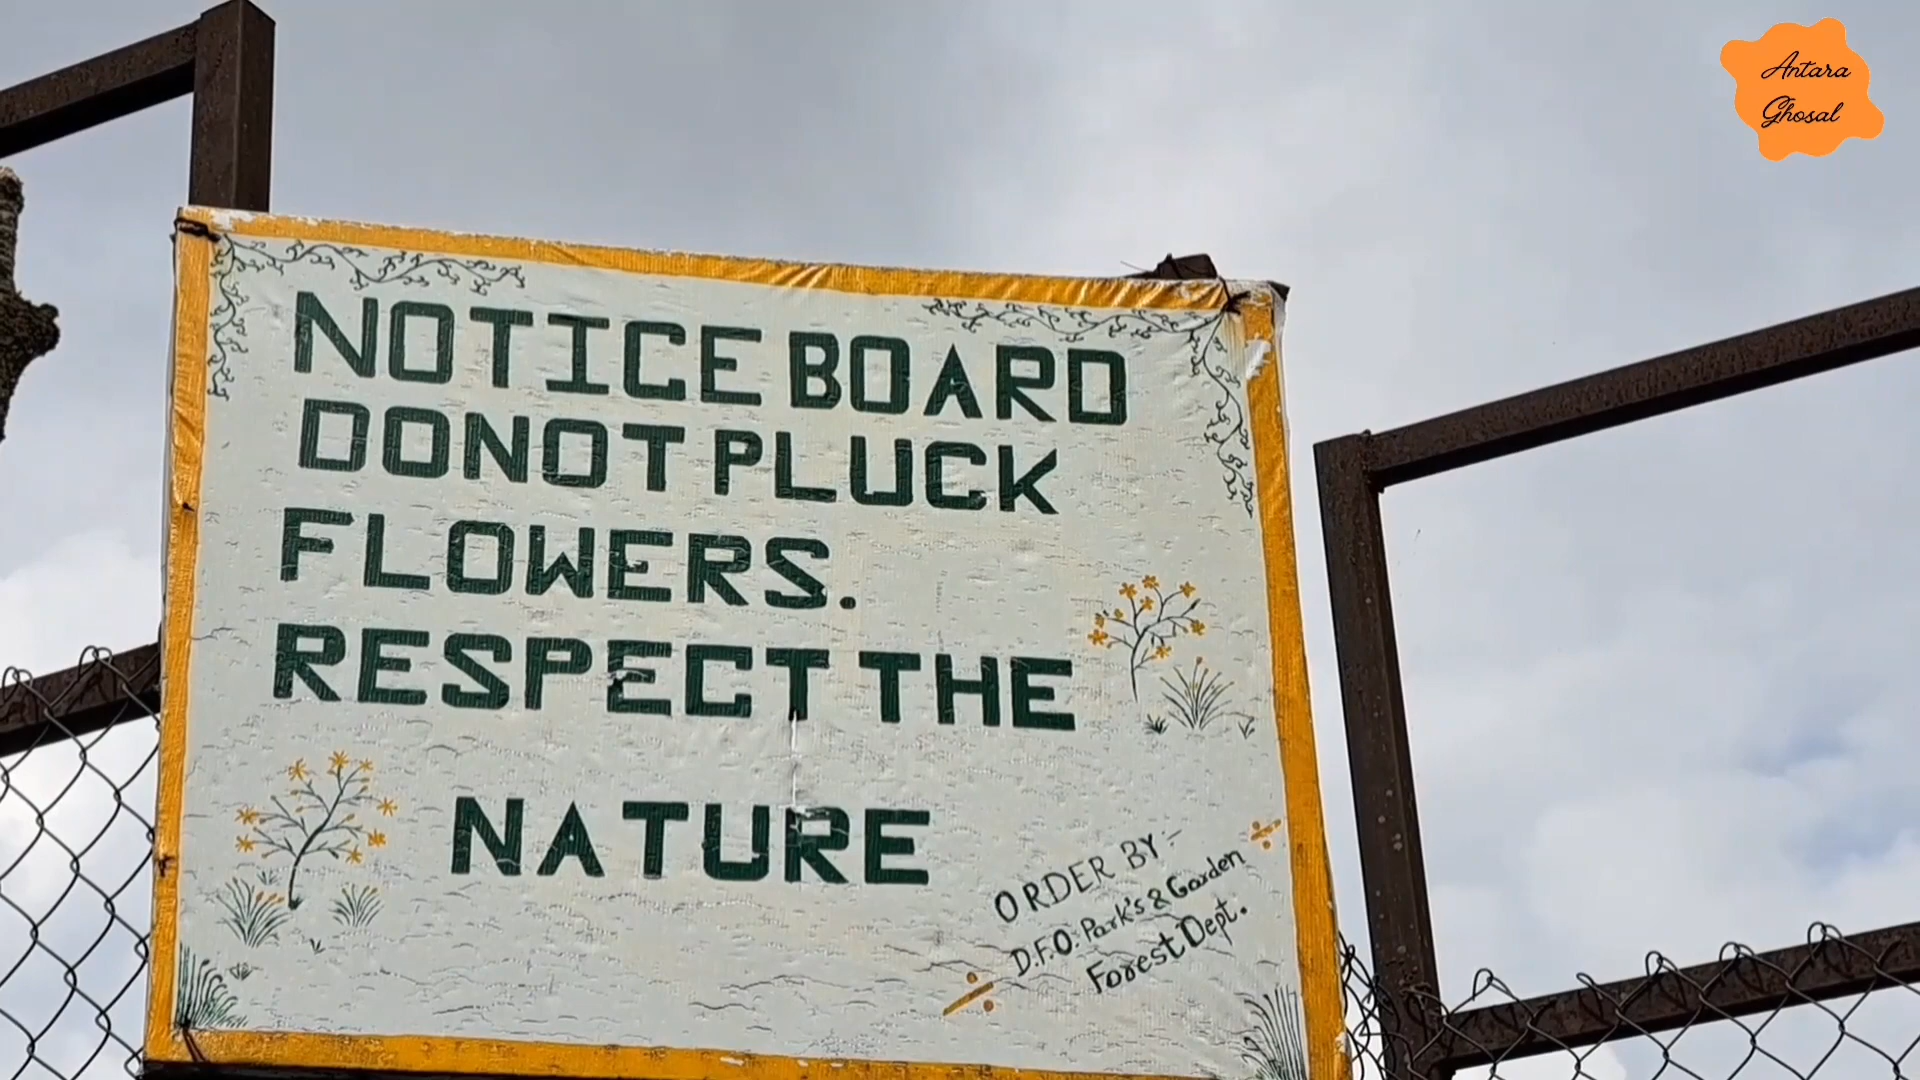 Antara
Ghosal
NOTICE BOARD
DONOT PLUCK
FLOWERS.
RESPECT THE
NATURE
ORDER BY:-
D.F.O. Park's & Garden
Forest Dept.